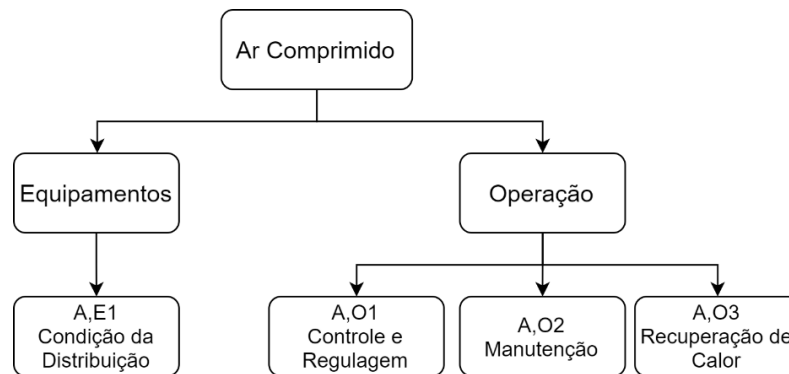 Ar Comprimido
Equipamentos
Operação
A,E1
Condição da
Distribuição
A,O1
Controle e
Regulagem
A,O2
Manutenção
A,O3
Recuperação de
Calor